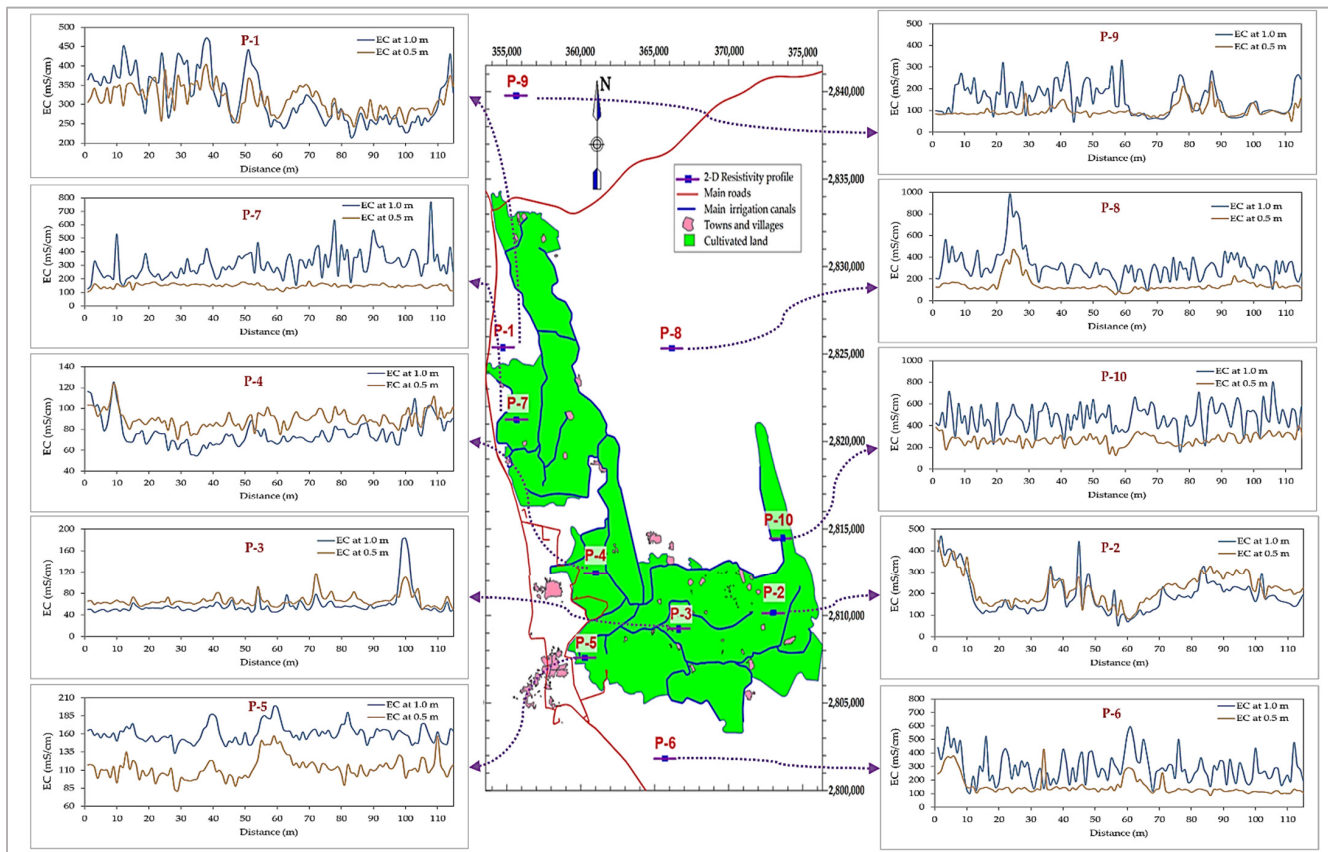 P-1
EC at 1.0 m
EC at 0.5 m
EC (mS/cm)
500
450
400
350
300
250
200
0 10 20 30 40 50 60 70 80 90 100 110
Distance (m)
P-7
EC at 1.0 m
EC at 0.5 m
EC (mS/cm)
800
700
600
500
400
300
200
100
0
0 10 20 30 40 50 60 70 80 90 100 110
Distance (m)
P-4
EC at 1.0 m
EC at 0.5 m
EC (mS/cm)
140
120
100
80
60
40
0 10 20 30 40 50 60 70 80 90 100 110
Distance (m)
P-3
EC at 1.0 m
EC at 0.5 m
EC (mS/cm)
200
160
120
80
40
0
0 10 20 30 40 50 60 70 80 90 100 110
Distance (m)
P-5
EC at 1.0 m
EC at 0.5 m
EC (mS/cm)
210
185
160
135
110
85
60
0 10 20 30 40 50 60 70 80 90 100 110
Distance (m)
355,000 360,000 365,000 370,000 375,000
N
2-D Resistivity profile
Main roads
Main irrigation canals
Towns and villages
Cultivated land
P-9
P-1
P-8
P-7
P-10
P-4
P-2
P-3
P-5
P-6
2,840,000
2,835,000
2,830,000
2,825,000
2,820,000
2,815,000
2,810,000
2,805,000
2,800,000
P-9
EC at 1.0 m
EC at 0.5 m
EC (mS/cm)
500
400
300
200
100
0
0 10 20 30 40 50 60 70 80 90 100 110
Distance (m)
P-8
EC at 1.0 m
EC at 0.5 m
EC (mS/cm)
1000
800
600
400
200
0
0 10 20 30 40 50 60 70 80 90 100 110
Distance (m)
P-10
EC at 1.0 m
EC at 0.5 m
EC (mS/cm)
1000
800
600
400
200
0
0 10 20 30 40 50 60 70 80 90 100 110
Distance (m)
P-2
EC at 1.0 m
EC at 0.5 m
EC (mS/cm)
500
400
300
200
100
0
0 10 20 30 40 50 60 70 80 90 100 110
Distance (m)
P-6
EC at 1.0 m
EC at 0.5 m
EC (mS/cm)
700
600
500
400
300
200
100
0
0 10 20 30 40 50 60 70 80 90 100 110
Distance (m)